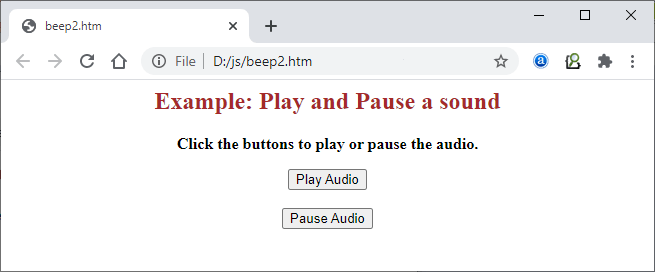 beep2.htm
File D:/js/beep2.htm
Example: Play and Pause a sound
Click the buttons to play or pause the audio.
Play Audio
Pause Audio